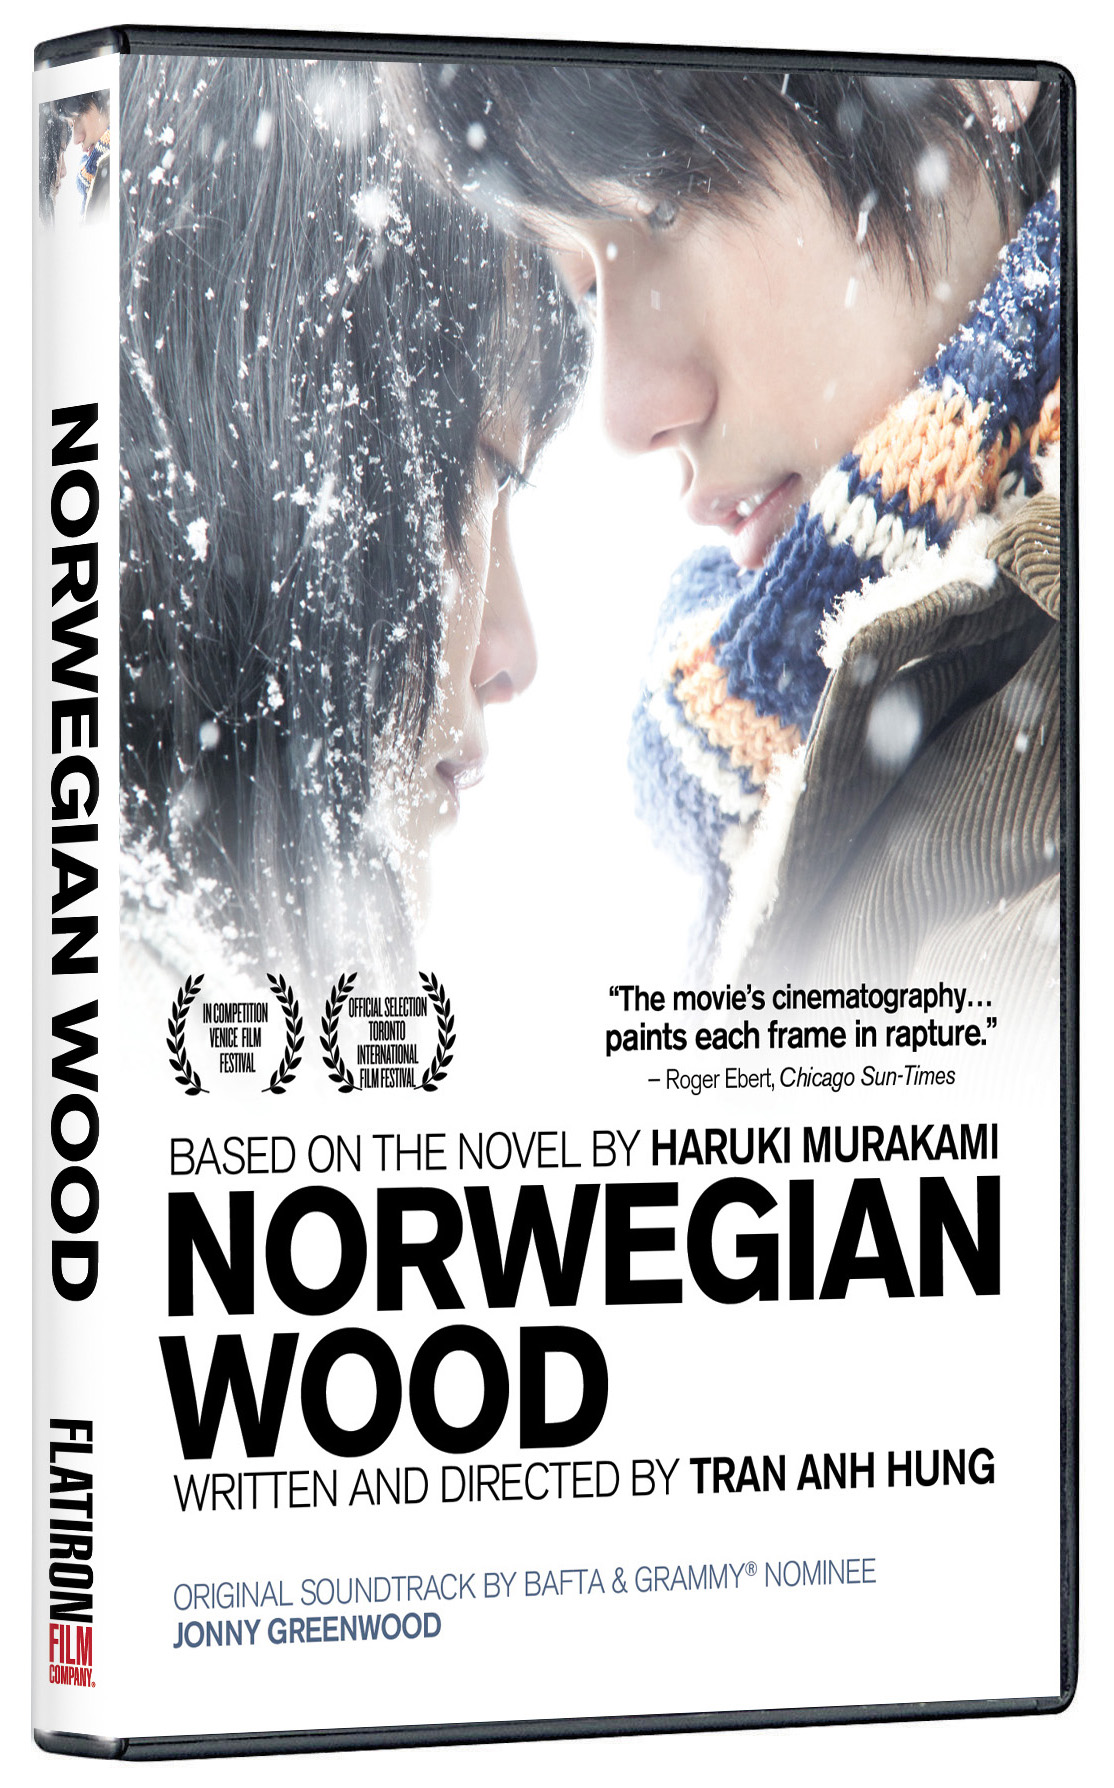 NORWEGIAN WOOD
FLATIRON
FILM
COMPANY®
IN COMPETITION
VENICE FILM
FESTIVAL
OFFICIAL SELECTION
TORONTO
INTERNATIONAL
FILM FESTIVAL
“The movie’s cinematography…
paints each frame in rapture.”
– Roger Ebert, Chicago Sun-Times
BASED ON THE NOVEL BY HARUKI MURAKAMI
NORWEGIAN
WOOD
WRITTEN AND DIRECTED BY TRAN ANH HUNG
ORIGINAL SOUNDTRACK BY BAFTA & GRAMMY® NOMINEE
JONNY GREENWOOD